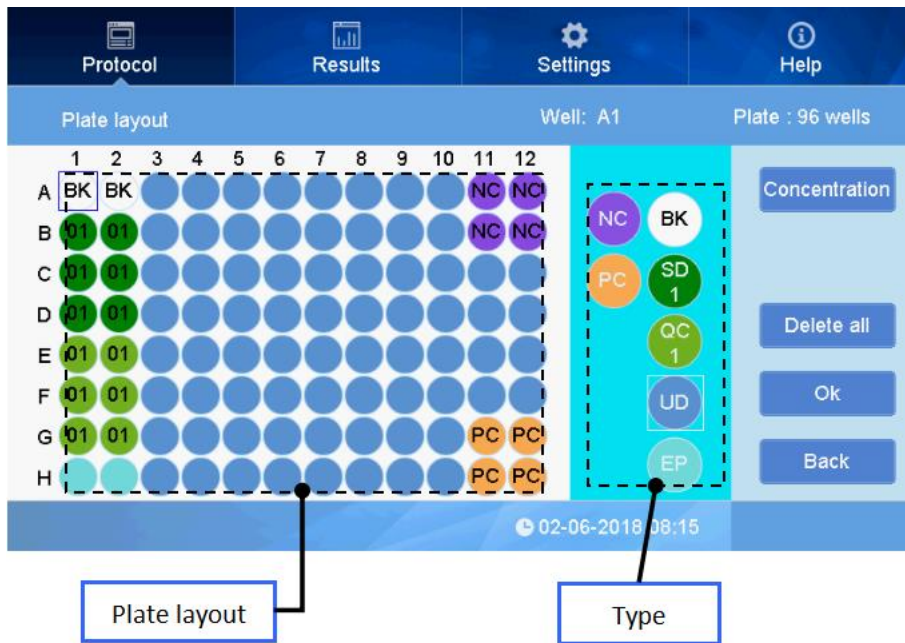 Protocol Results Settings Help
Plate layout Well: A1 Plate : 96 wells
1 2 3 4 5 6 7 8 9 10 11 12
A BK BK NC NC
B 01 01 NC NC
C 01 01
D 01 01
E 01 01
F 01 01
G 01 01 PC PC
H PC PC
NC BK
PC SD
1
QC
1
UD
EP
Concentration
Delete all
Ok
Back
02-06-2018 08:15
Plate layout Type